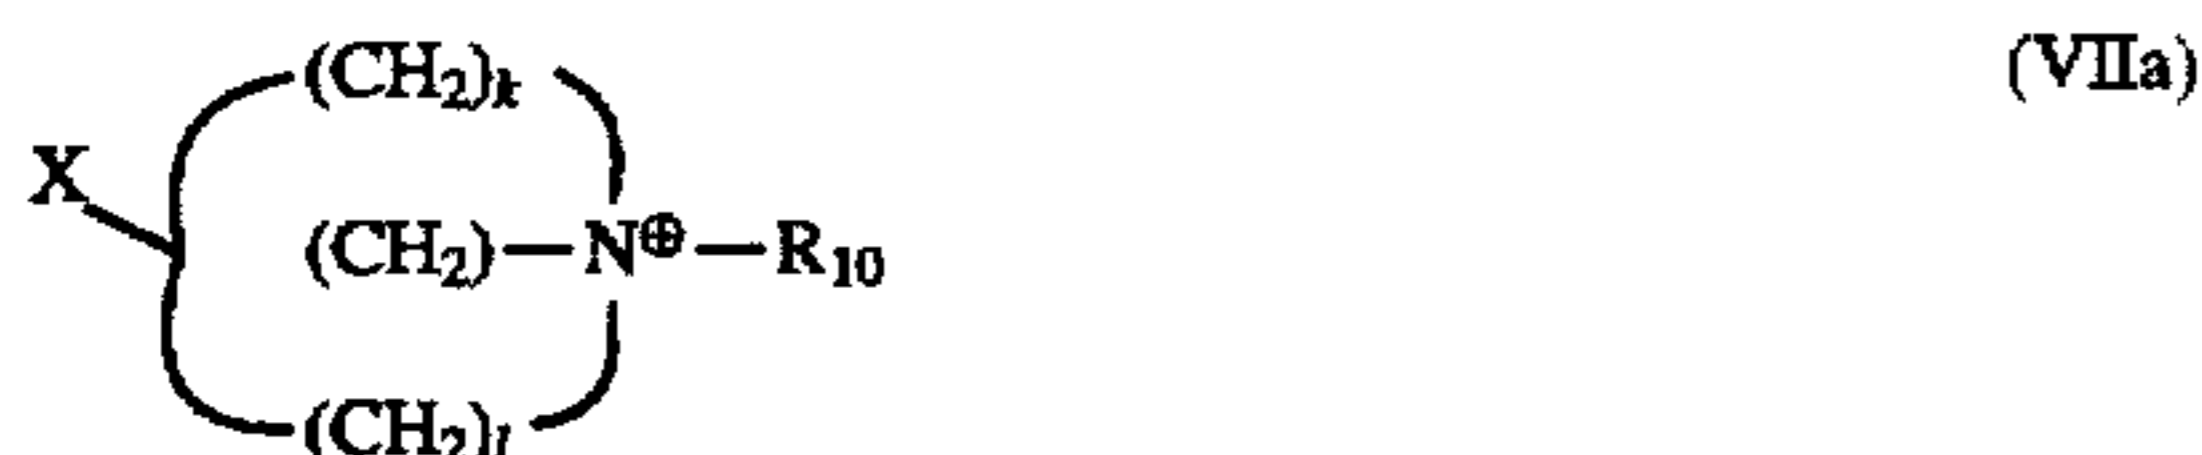 (CH₂)ₖ (VIIa)
X
(CH₂)—N⊕—R₁₀
(CH₂)ₗ